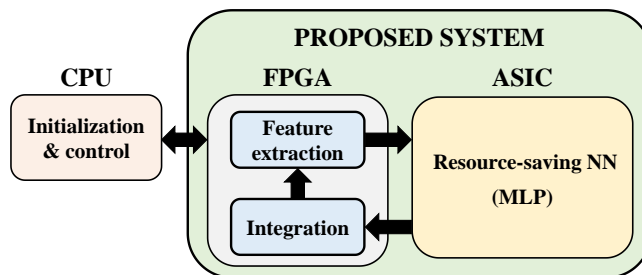 PROPOSED SYSTEM
CPU
FPGA
ASIC
Initialization
& control
Feature
extraction
Integration
Resource-saving NN
(MLP)